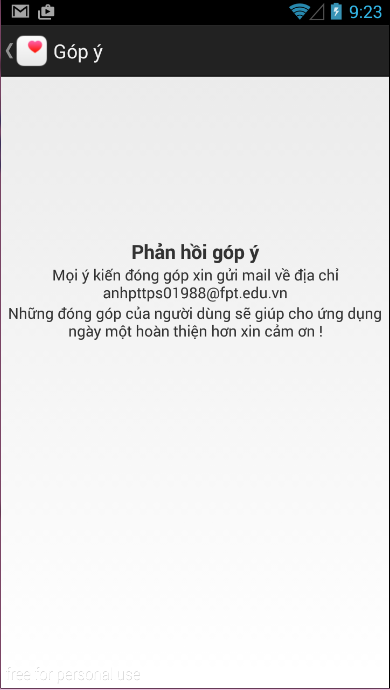 9:23
Góp ý
Phản hồi góp ý
Mọi ý kiến đóng góp xin gửi mail về địa chỉ
anhpttps01988@fpt.edu.vn
Những đóng góp của người dùng sẽ giúp cho ứng dụng
ngày một hoàn thiện hơn xin cảm ơn !
free for personal use